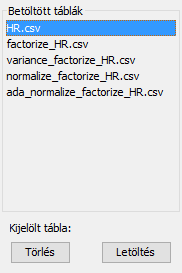 Betöltött táblák
HR.csv
factorize_HR.csv
variance_factorize_HR.csv
normalize_factorize_HR.csv
ada_normalize_factorize_HR.csv
Kijelölt tábla:
Törlés
Letöltés